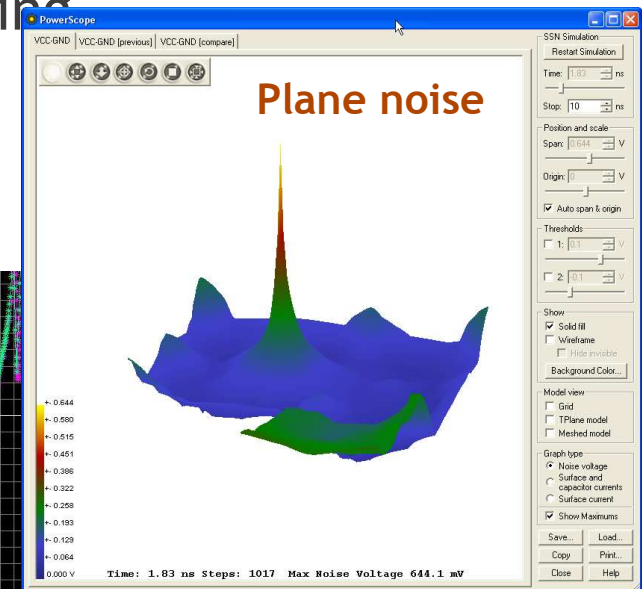 ing
PowerScope
VCC-GND VCC-GND [previous] VCC-GND [compare]
Plane noise
+- 0.644
+- 0.580
+- 0.515
+- 0.451
+- 0.386
+- 0.322
+- 0.258
+- 0.193
+- 0.129
+- 0.064
0.000 V
Time: 1.83 ns Steps: 1017 Max Noise Voltage 644.1 mV
SSN Simulation
Restart Simulation
Time: 1.83 ns
Stop: 10 ns
Position and scale
Span: 0.644 V
Origin: 0 V
Auto span & origin
Thresholds
1: 0.1 V
2: -0.1 V
Show
Solid fill
Wireframe
Hide invisible
Background Color...
Model view
Grid
TPlane model
Meshed model
Graph type
Noise voltage
Surface and
capacitor currents
Surface current
Show Maximums
Save... Load...
Copy Print...
Close Help